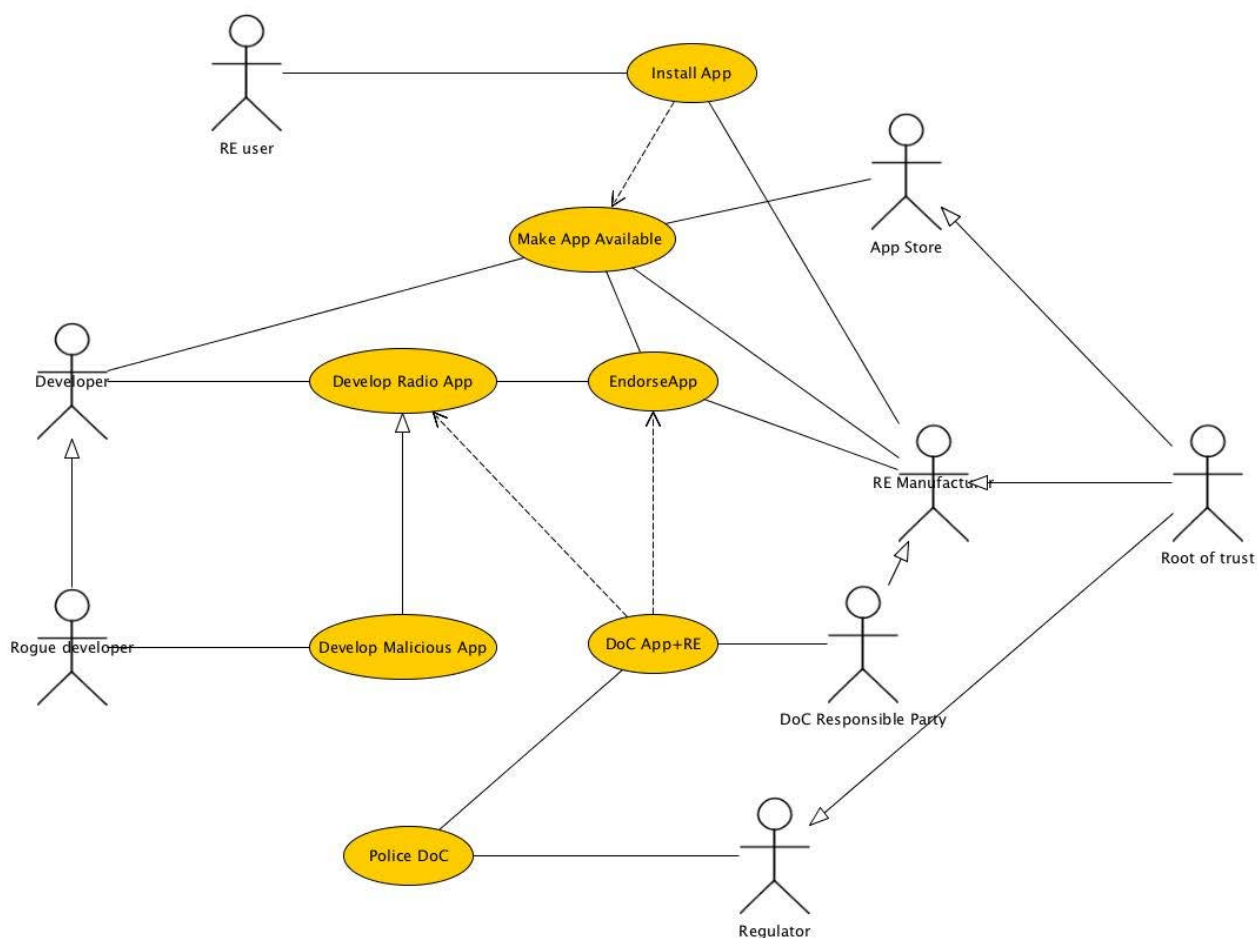 Install App
RE user
Make App Available
App Store
Developer
Develop Radio App
EndorseApp
RE Manufacturer
Root of trust
Rogue developer
Develop Malicious App
DoC App+RE
DoC Responsible Party
Police DoC
Regulator